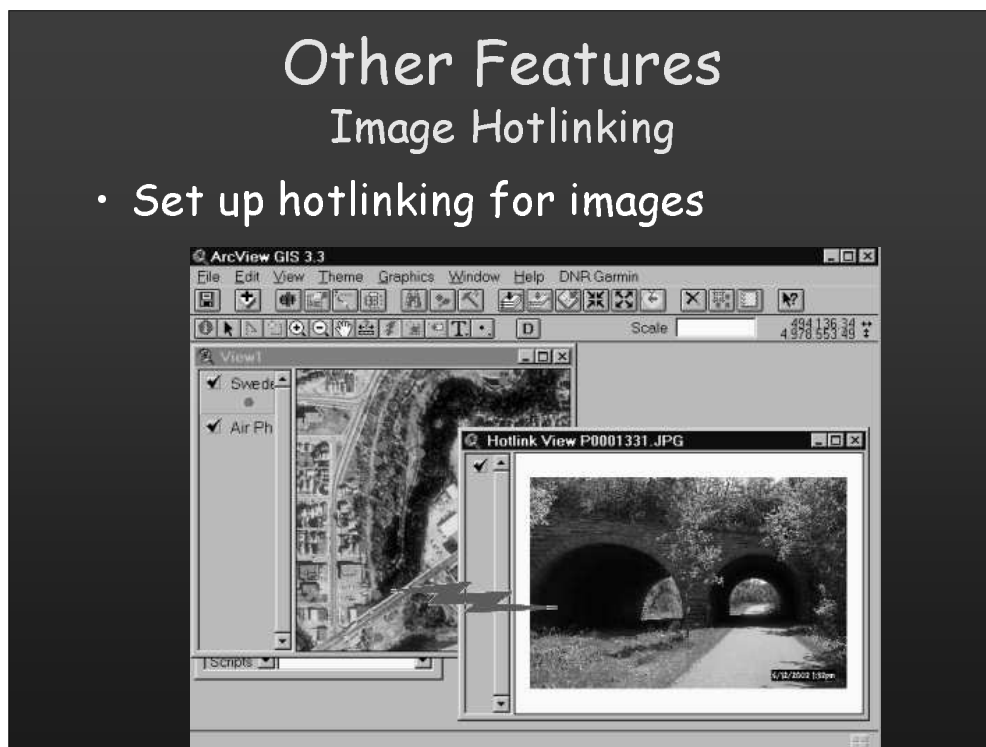 Other Features
Image Hotlinking
• Set up hotlinking for images
ArcView GIS 3.3
File Edit View Theme Graphics Window Help DNR Garmin
T D Scale 494 136 34
4 978 553 49
View1
Swede
Air Ph
Hotlink View P0001331.JPG
Scripts